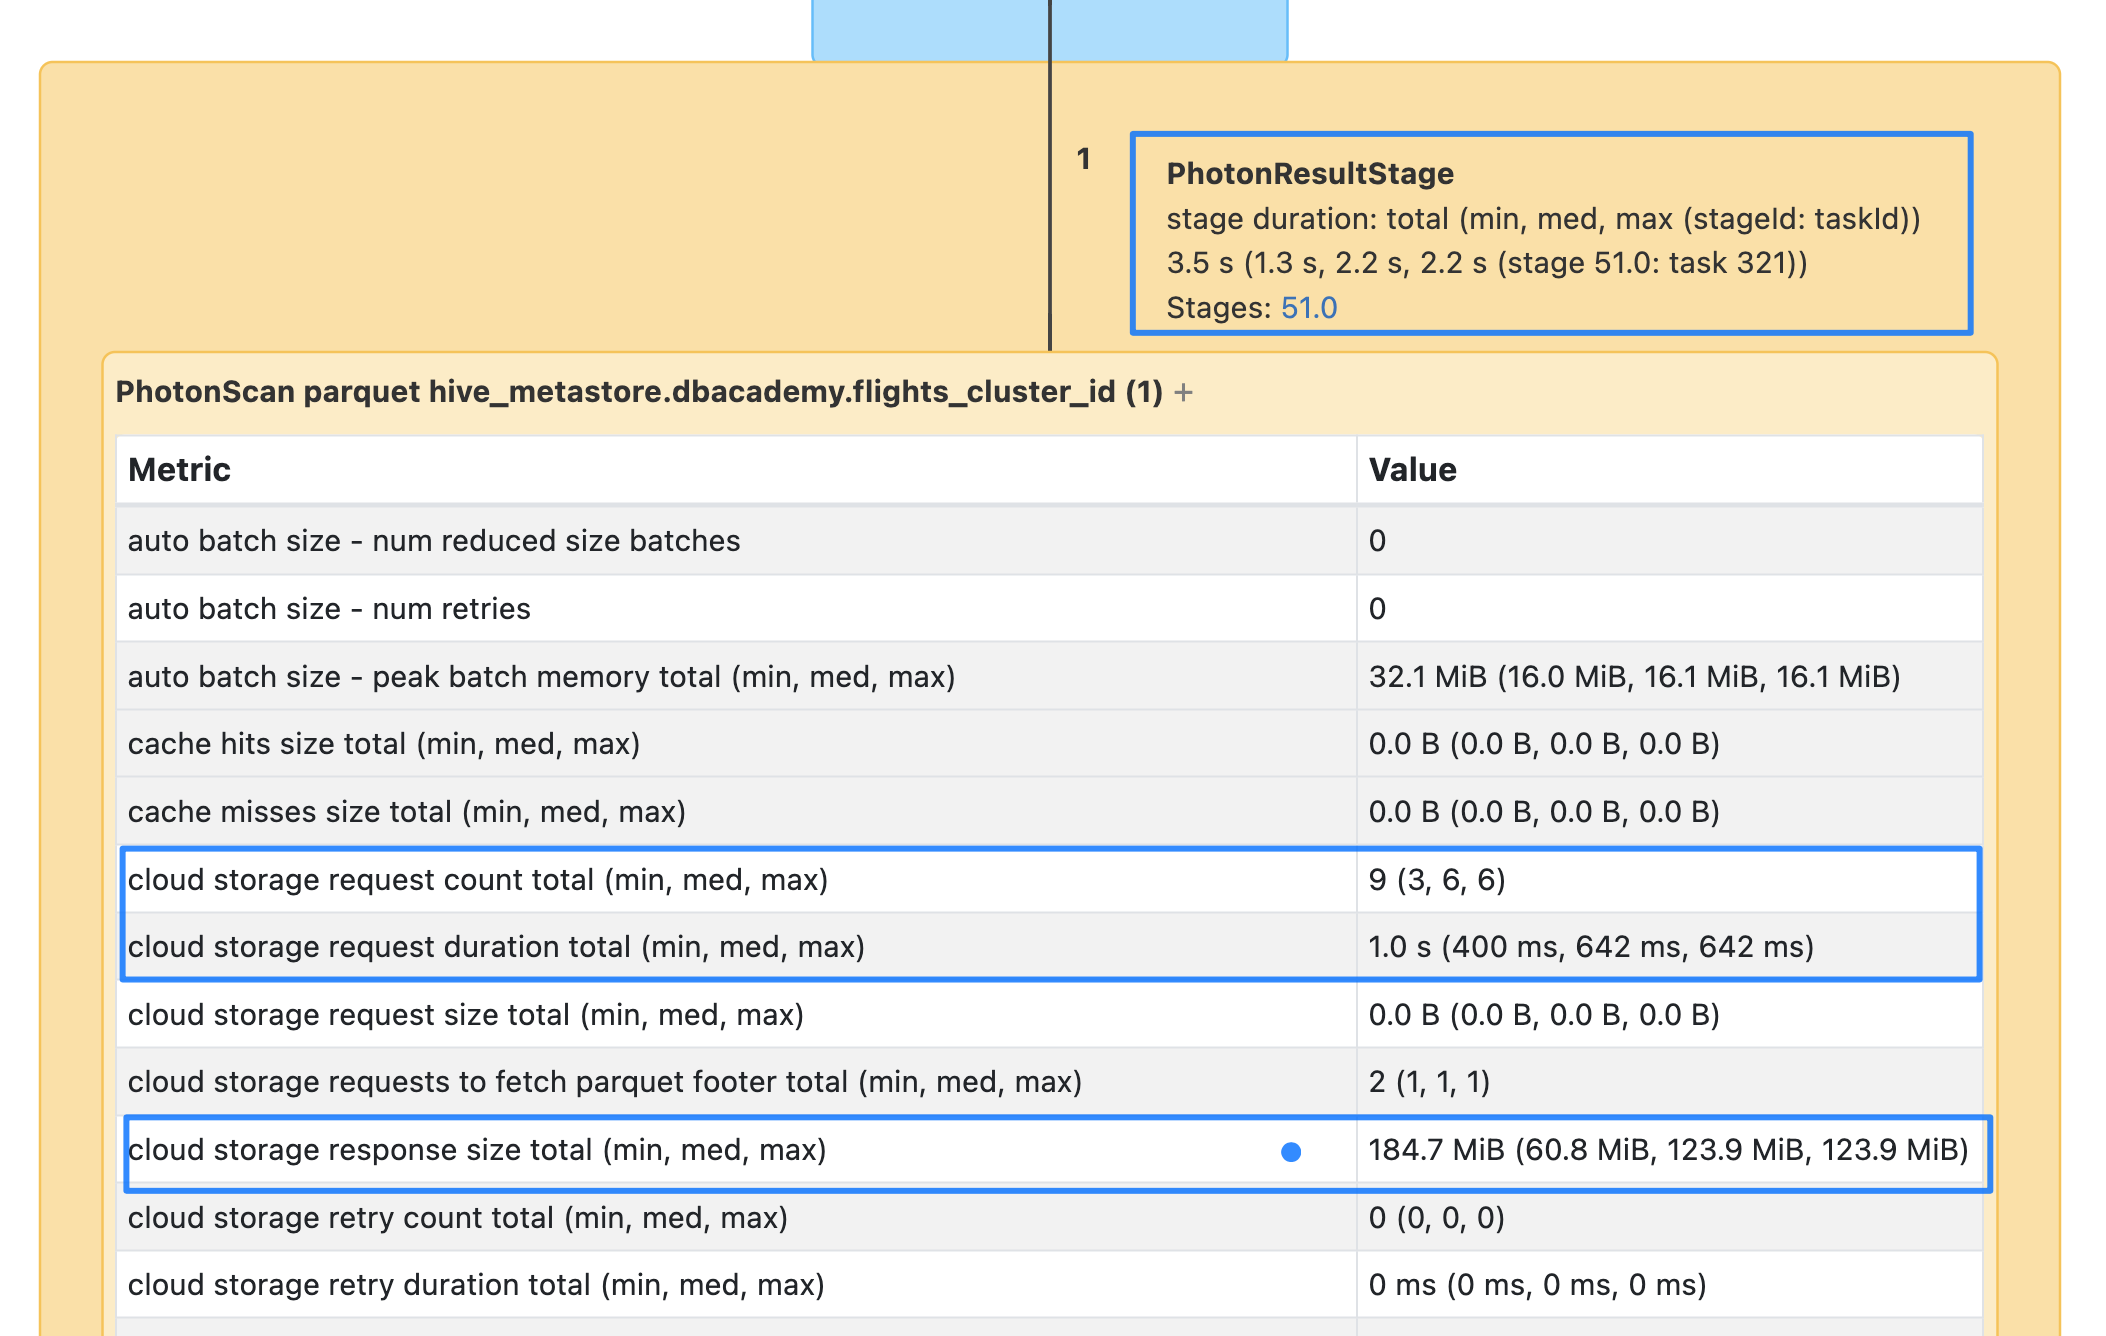 1
PhotonResultStage
stage duration: total (min, med, max (stageId: taskId))
3.5 s (1.3 s, 2.2 s, 2.2 s (stage 51.0: task 321))
Stages: 51.0
PhotonScan parquet hive_metastore.dbacademy.flights_cluster_id (1) +
Metric Value
auto batch size - num reduced size batches 0
auto batch size - num retries 0
auto batch size - peak batch memory total (min, med, max) 32.1 MiB (16.0 MiB, 16.1 MiB, 16.1 MiB)
cache hits size total (min, med, max) 0.0 B (0.0 B, 0.0 B, 0.0 B)
cache misses size total (min, med, max) 0.0 B (0.0 B, 0.0 B, 0.0 B)
cloud storage request count total (min, med, max) 9 (3, 6, 6)
cloud storage request duration total (min, med, max) 1.0 s (400 ms, 642 ms, 642 ms)
cloud storage request size total (min, med, max) 0.0 B (0.0 B, 0.0 B, 0.0 B)
cloud storage requests to fetch parquet footer total (min, med, max) 2 (1, 1, 1)
cloud storage response size total (min, med, max) 184.7 MiB (60.8 MiB, 123.9 MiB, 123.9 MiB)
cloud storage retry count total (min, med, max) 0 (0, 0, 0)
cloud storage retry duration total (min, med, max) 0 ms (0 ms, 0 ms, 0 ms)